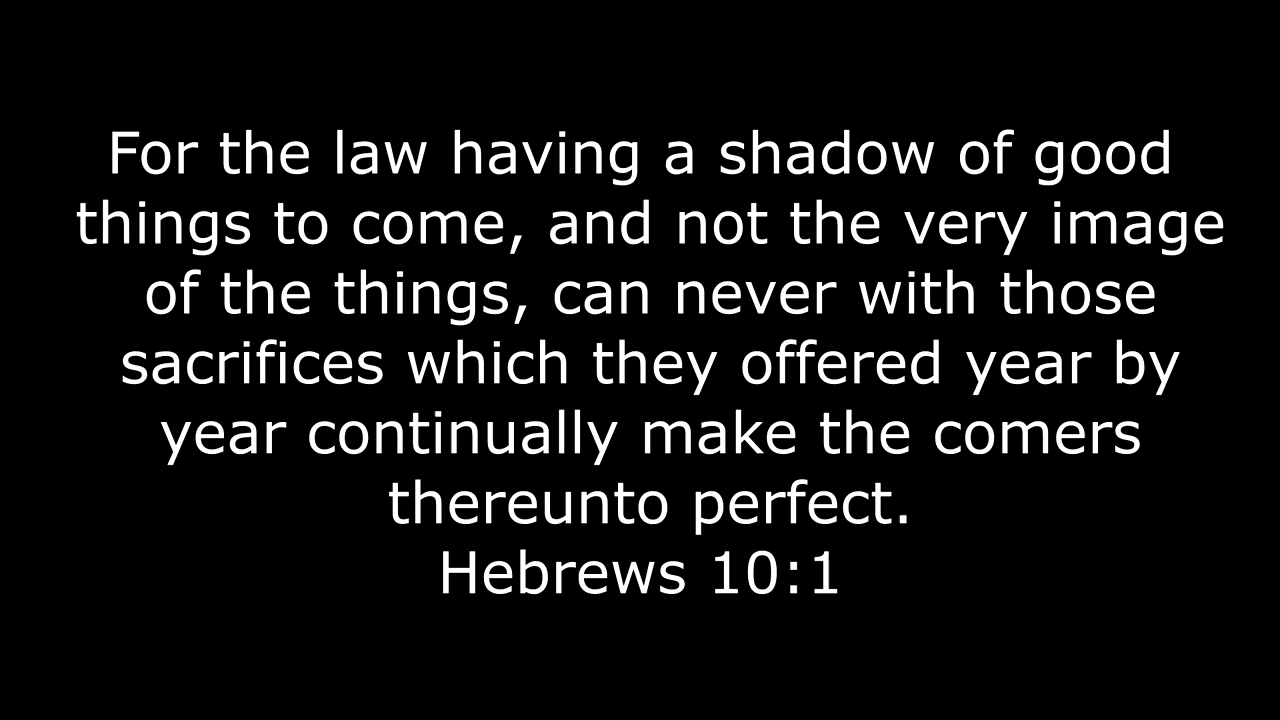 For the law having a shadow of good
things to come, and not the very image
of the things, can never with those
sacrifices which they offered year by
year continually make the comers
thereunto perfect.
Hebrews 10:1